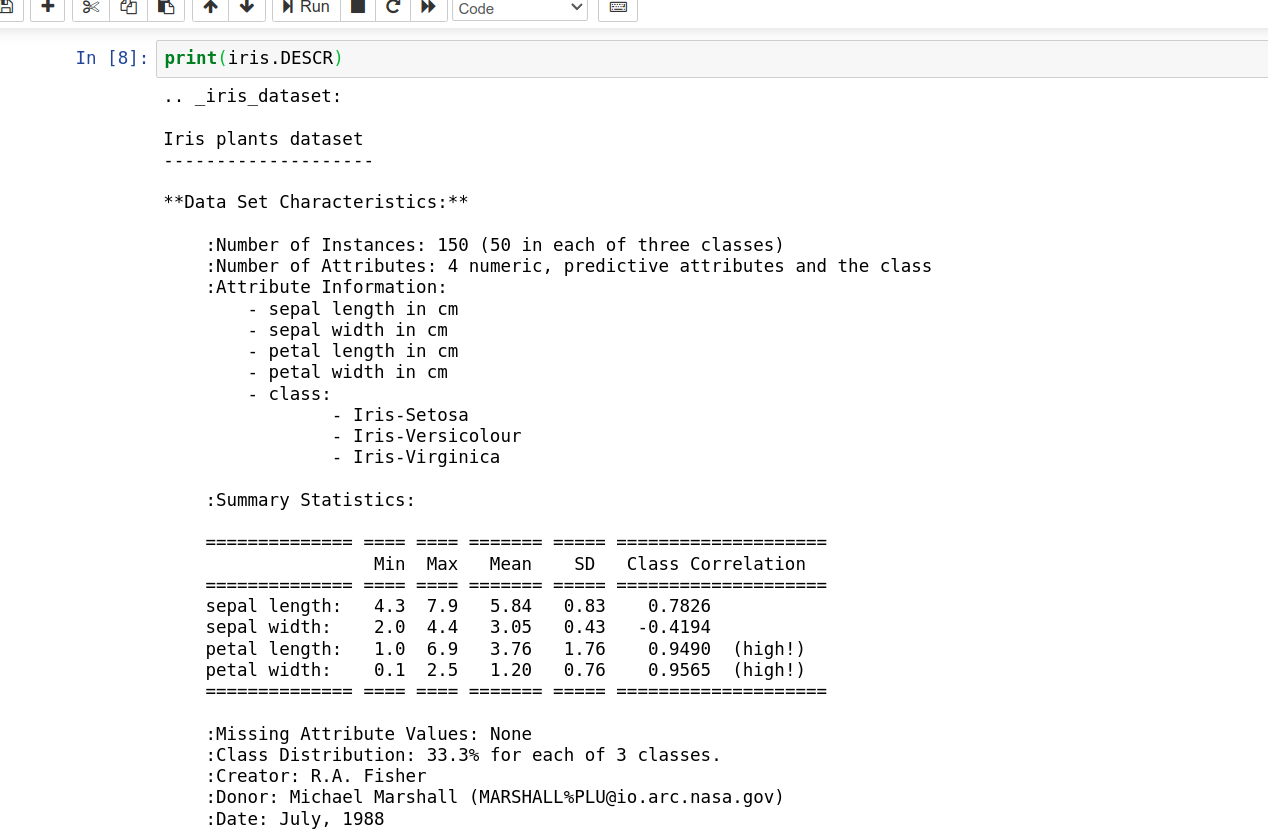 Run
Code
In [8]: print(iris.DESCR)
.. _iris_dataset:

Iris plants dataset
--------------------

**Data Set Characteristics:**

    :Number of Instances: 150 (50 in each of three classes)
    :Number of Attributes: 4 numeric, predictive attributes and the class
    :Attribute Information:
        - sepal length in cm
        - sepal width in cm
        - petal length in cm
        - petal width in cm
        - class:
                - Iris-Setosa
                - Iris-Versicolour
                - Iris-Virginica

    :Summary Statistics:

    ============== ==== ==== ======= ===== ====================
                    Min  Max   Mean    SD   Class Correlation
    ============== ==== ==== ======= ===== ====================
    sepal length:   4.3  7.9   5.84   0.83    0.7826
    sepal width:    2.0  4.4   3.05   0.43   -0.4194
    petal length:   1.0  6.9   3.76   1.76    0.9490  (high!)
    petal width:    0.1  2.5   1.20   0.76    0.9565  (high!)
    ============== ==== ==== ======= ===== ====================

    :Missing Attribute Values: None
    :Class Distribution: 33.3% for each of 3 classes.
    :Creator: R.A. Fisher
    :Donor: Michael Marshall (MARSHALL%PLU@io.arc.nasa.gov)
    :Date: July, 1988